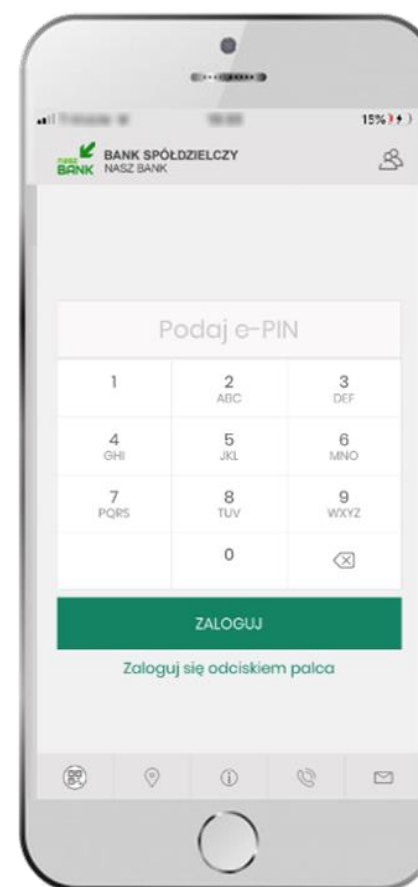 15%
nasz BANK
BANK SPÓŁDZIELCZY
NASZ BANK
Podaj e-PIN
1 2 3
ABC DEF
4 5 6
GHI JKL MNO
7 8 9
PQRS TUV WXYZ
0
ZALOGUJ
Zaloguj się odciskiem palca